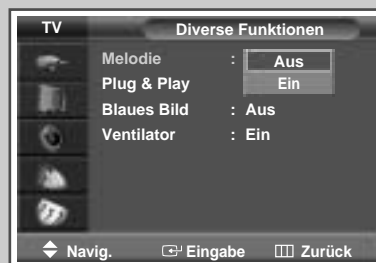 TV Diverse Funktionen
Melodie : Aus
Plug & Play Ein
Blaues Bild : Aus
Ventilator : Ein
Navig. Eingabe Zurück